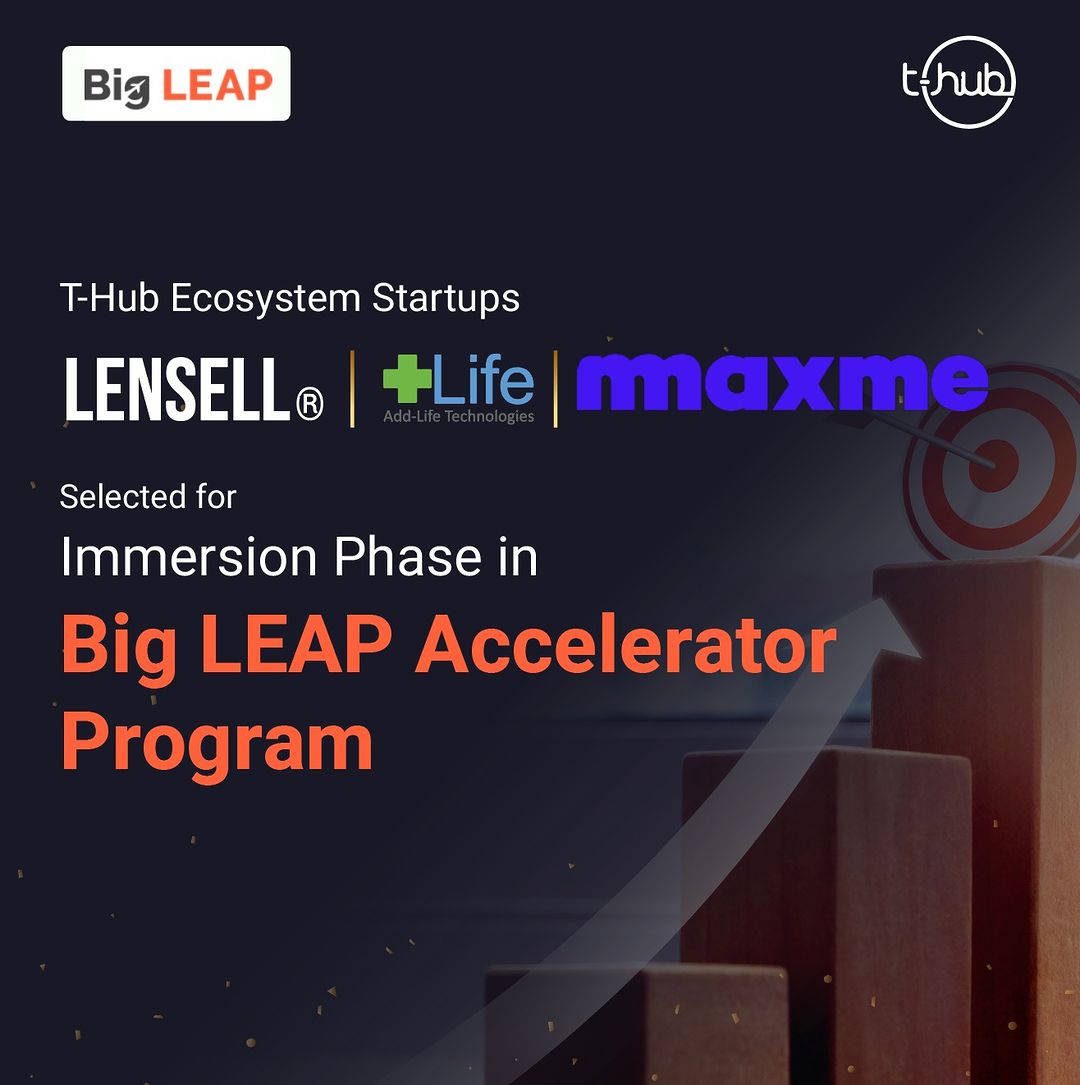 Big LEAP
t-hub
T-Hub Ecosystem Startups
LENSELL®
Life
Add-Life Technologies
maxme
Selected for
Immersion Phase in
Big LEAP Accelerator
Program